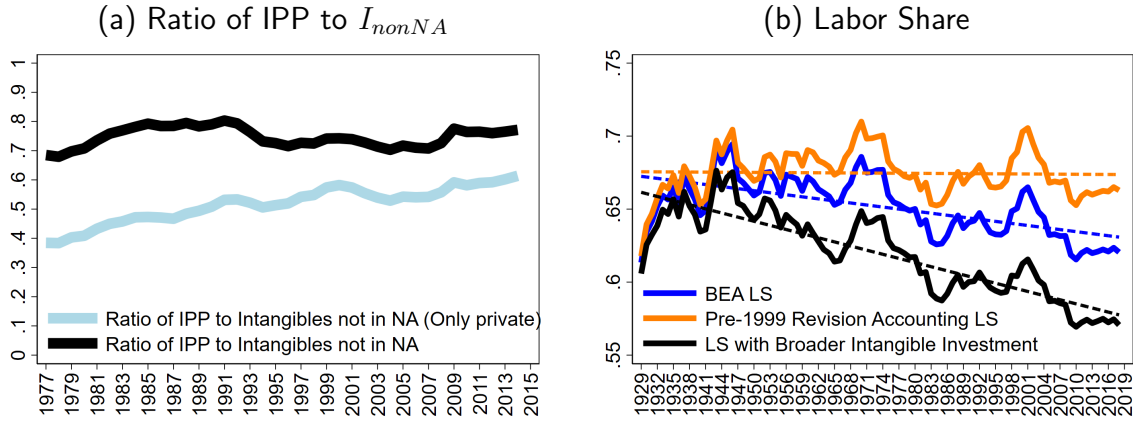 (a) Ratio of IPP to I_nonNA
1
.9
.8
.7
.6
.5
.4
.3
.2
.1
0
Ratio of IPP to Intangibles not in NA (Only private)
Ratio of IPP to Intangibles not in NA
1977 1979 1981 1983 1985 1987 1989 1991 1993 1995 1997 1999 2001 2003 2005 2007 2009 2011 2013 2015
(b) Labor Share
.75
.7
.65
.6
.55
BEA LS
Pre-1999 Revision Accounting LS
LS with Broader Intangible Investment
1929 1932 1935 1938 1941 1944 1947 1950 1953 1956 1959 1962 1965 1968 1971 1974 1977 1980 1983 1986 1989 1992 1995 1998 2001 2004 2007 2010 2013 2016 2019